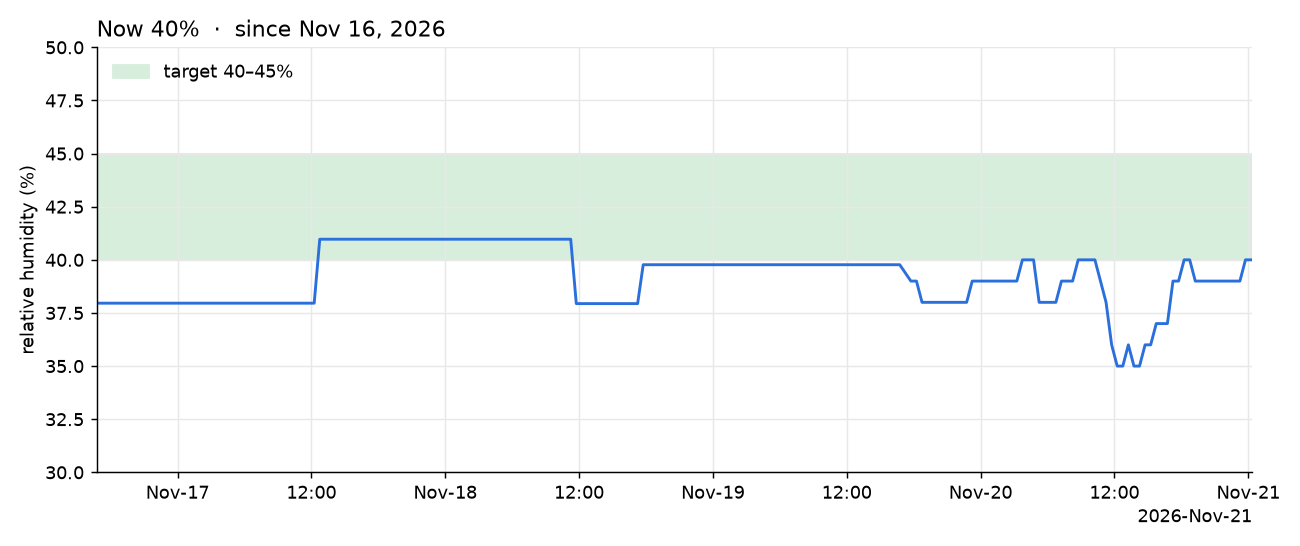 Now 40%  ·  since Nov 16, 2026
50.0
target 40–45%
47.5
45.0
42.5
40.0
37.5
35.0
32.5
30.0
relative humidity (%)
Nov-17 12:00 Nov-18 12:00 Nov-19 12:00 Nov-20 12:00 Nov-21
2026-Nov-21